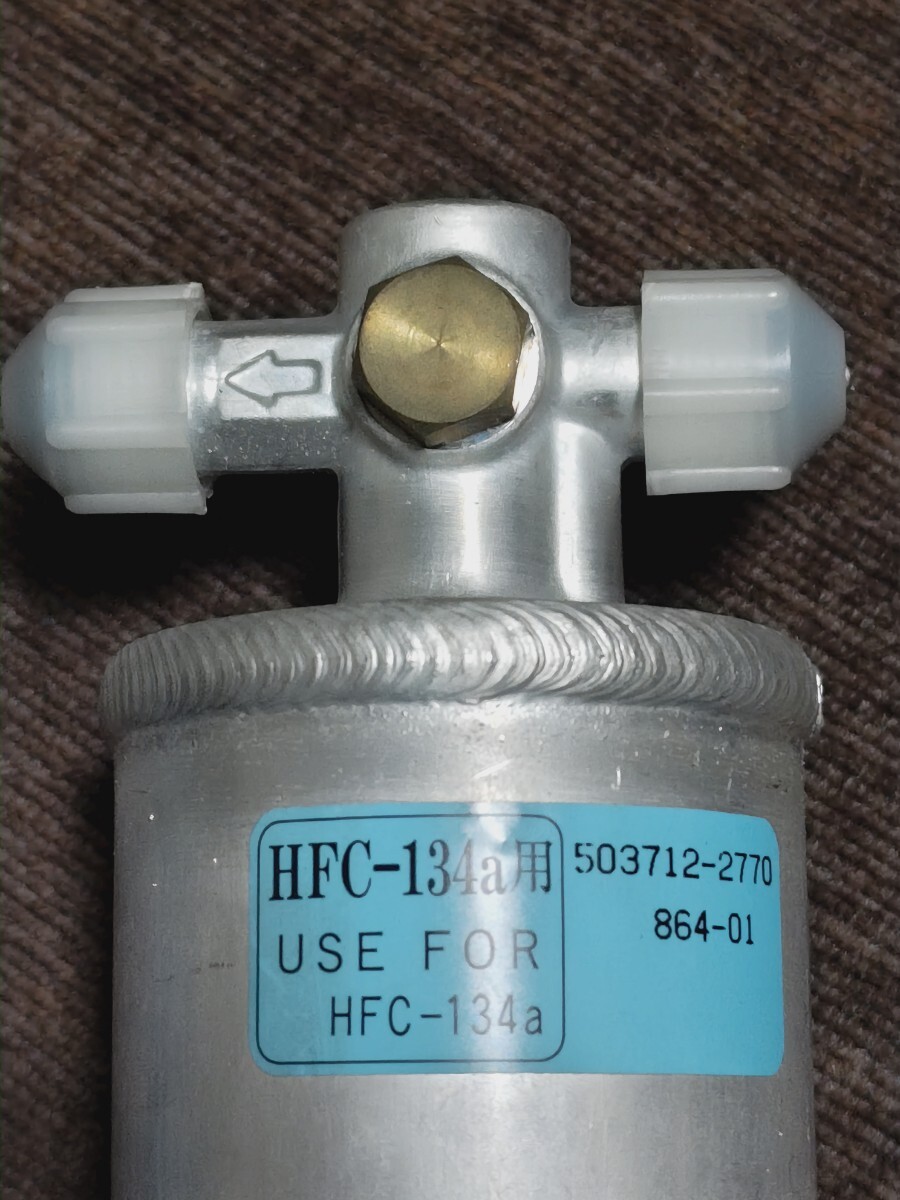 HFC-134a用
USE FOR
HFC-134a
503712-2770
864-01